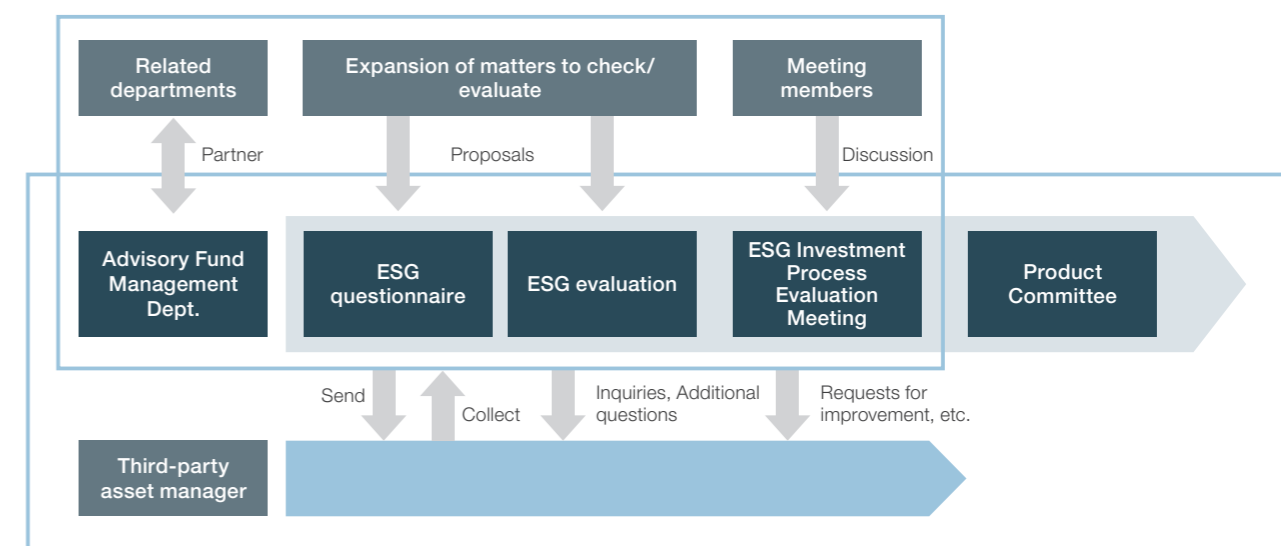 Related
departments
Expansion of matters to check/
evaluate
Meeting
members
Partner
Proposals
Discussion
Advisory Fund
Management
Dept.
ESG
questionnaire
ESG evaluation
ESG Investment
Process
Evaluation
Meeting
Product
Committee
Send
Collect
Inquiries, Additional
questions
Requests for
improvement, etc.
Third-party
asset manager